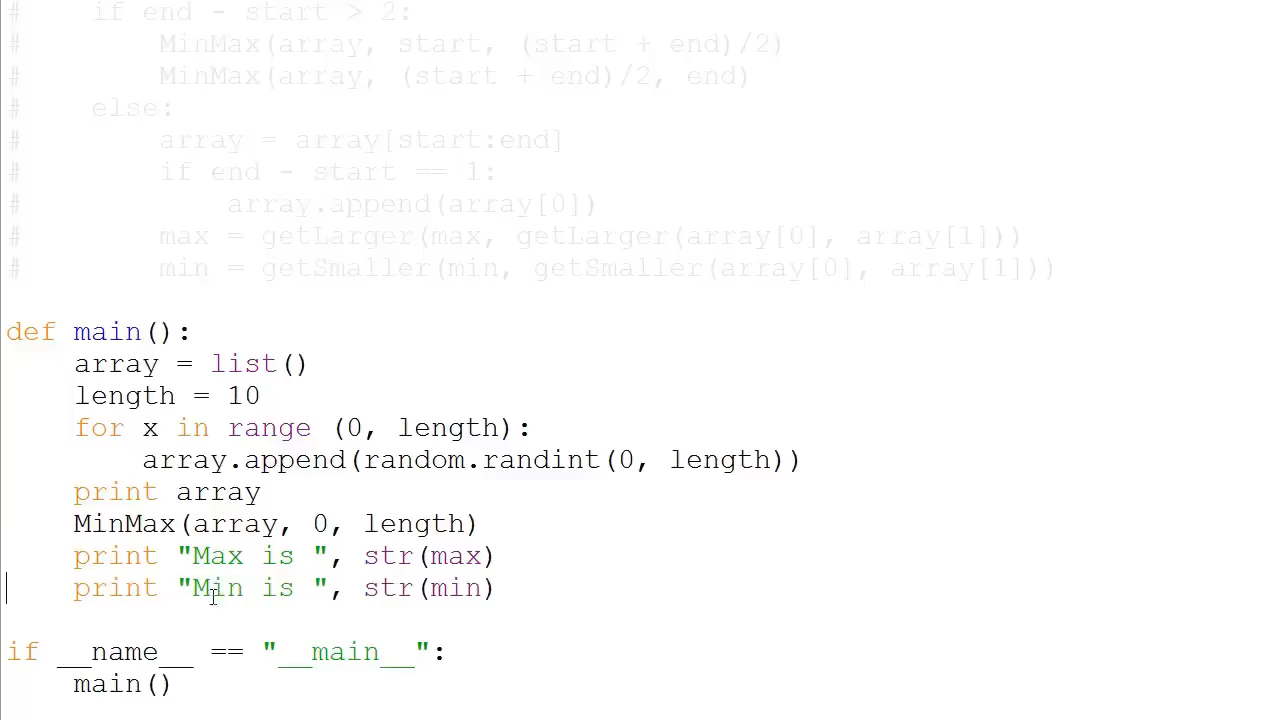 #    if end - start > 2:
#        MinMax(array, start, (start + end)/2)
#        MinMax(array, (start + end)/2, end)
#    else:
#        array = array[start:end]
#        if end - start == 1:
#            array.append(array[0])
#        max = getLarger(max, getLarger(array[0], array[1]))
#        min = getSmaller(min, getSmaller(array[0], array[1]))
def main():
    array = list()
    length = 10
    for x in range (0, length):
        array.append(random.randint(0, length))
    print array
    MinMax(array, 0, length)
    print "Max is ", str(max)
    print "Min is ", str(min)
if __name__ == "__main__":
    main()